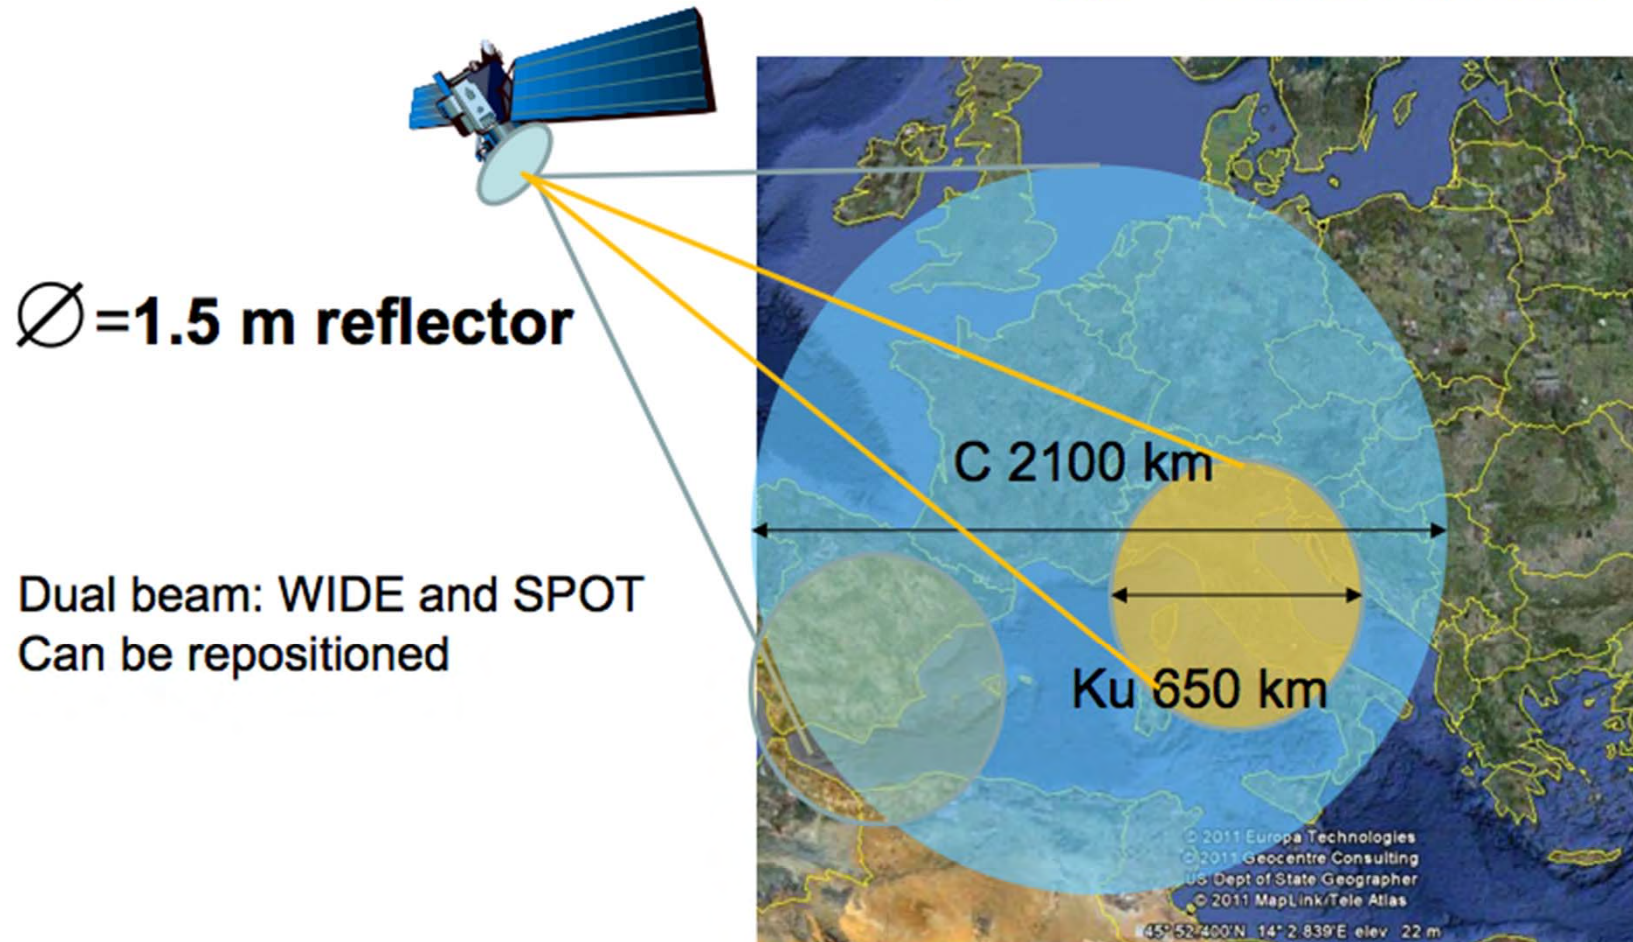 ∅=1.5 m reflector
Dual beam: WIDE and SPOT
Can be repositioned
C 2100 km
Ku 650 km
© 2011 Europa Technologies
© 2011 Geocentre Consulting
US Dept of State Geographer
© 2011 MapLink/Tele Atlas
45° 52.400'N 14° 2.839'E elev 22 m